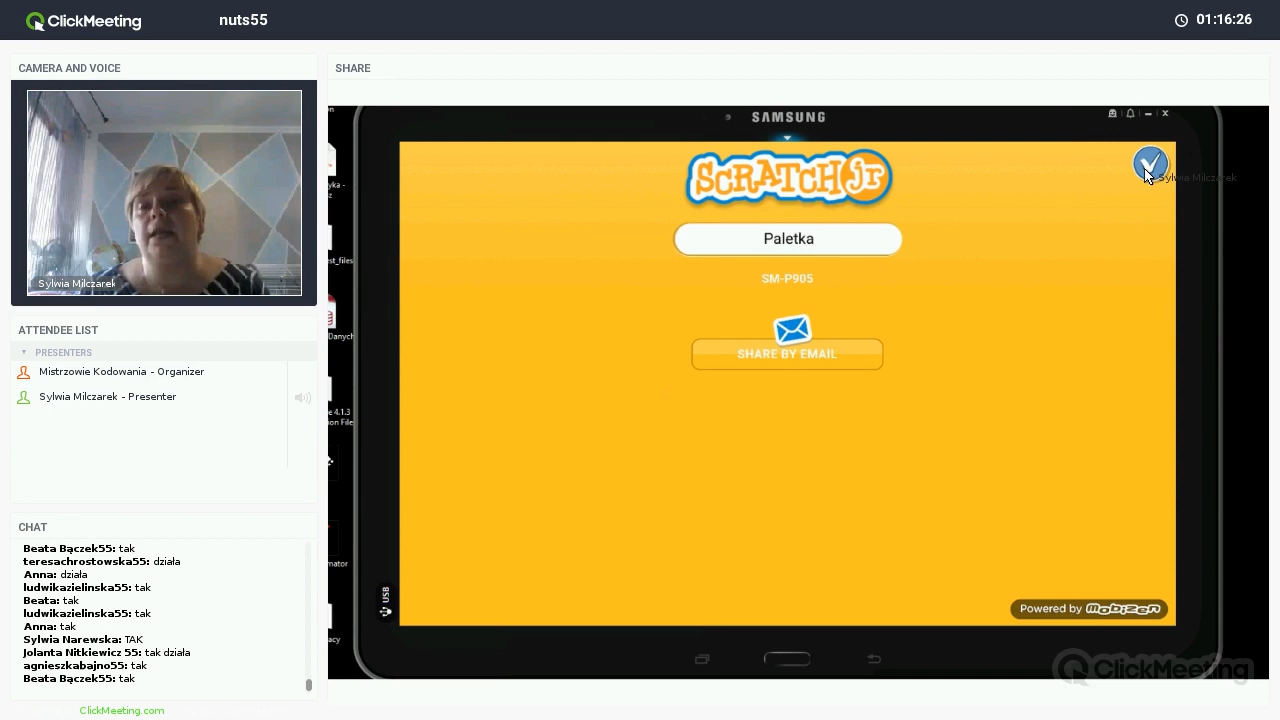 ClickMeeting
nuts55
01:16:26
CAMERA AND VOICE
SHARE
Sylwia Milczarek
ATTENDEE LIST
PRESENTERS
Mistrzowie Kodowania - Organizer
Sylwia Milczarek - Presenter
CHAT
Beata Bączek55: tak
teresachrostowska55: działa
Anna: działa
ludwikazielinska55: tak
Beata: tak
ludwikazielinska55: tak
Anna: tak
Sylwia Narewska: TAK
Jolanta Nitkiewicz 55: tak działa
agnieszkabajno55: tak
Beata Bączek55: tak
ClickMeeting.com
SAMSUNG
SCRATCH jr
Sylwia Milczarek
Paletka
SM-P905
SHARE BY EMAIL
USB
Powered by Mobizen
ClickMeeting